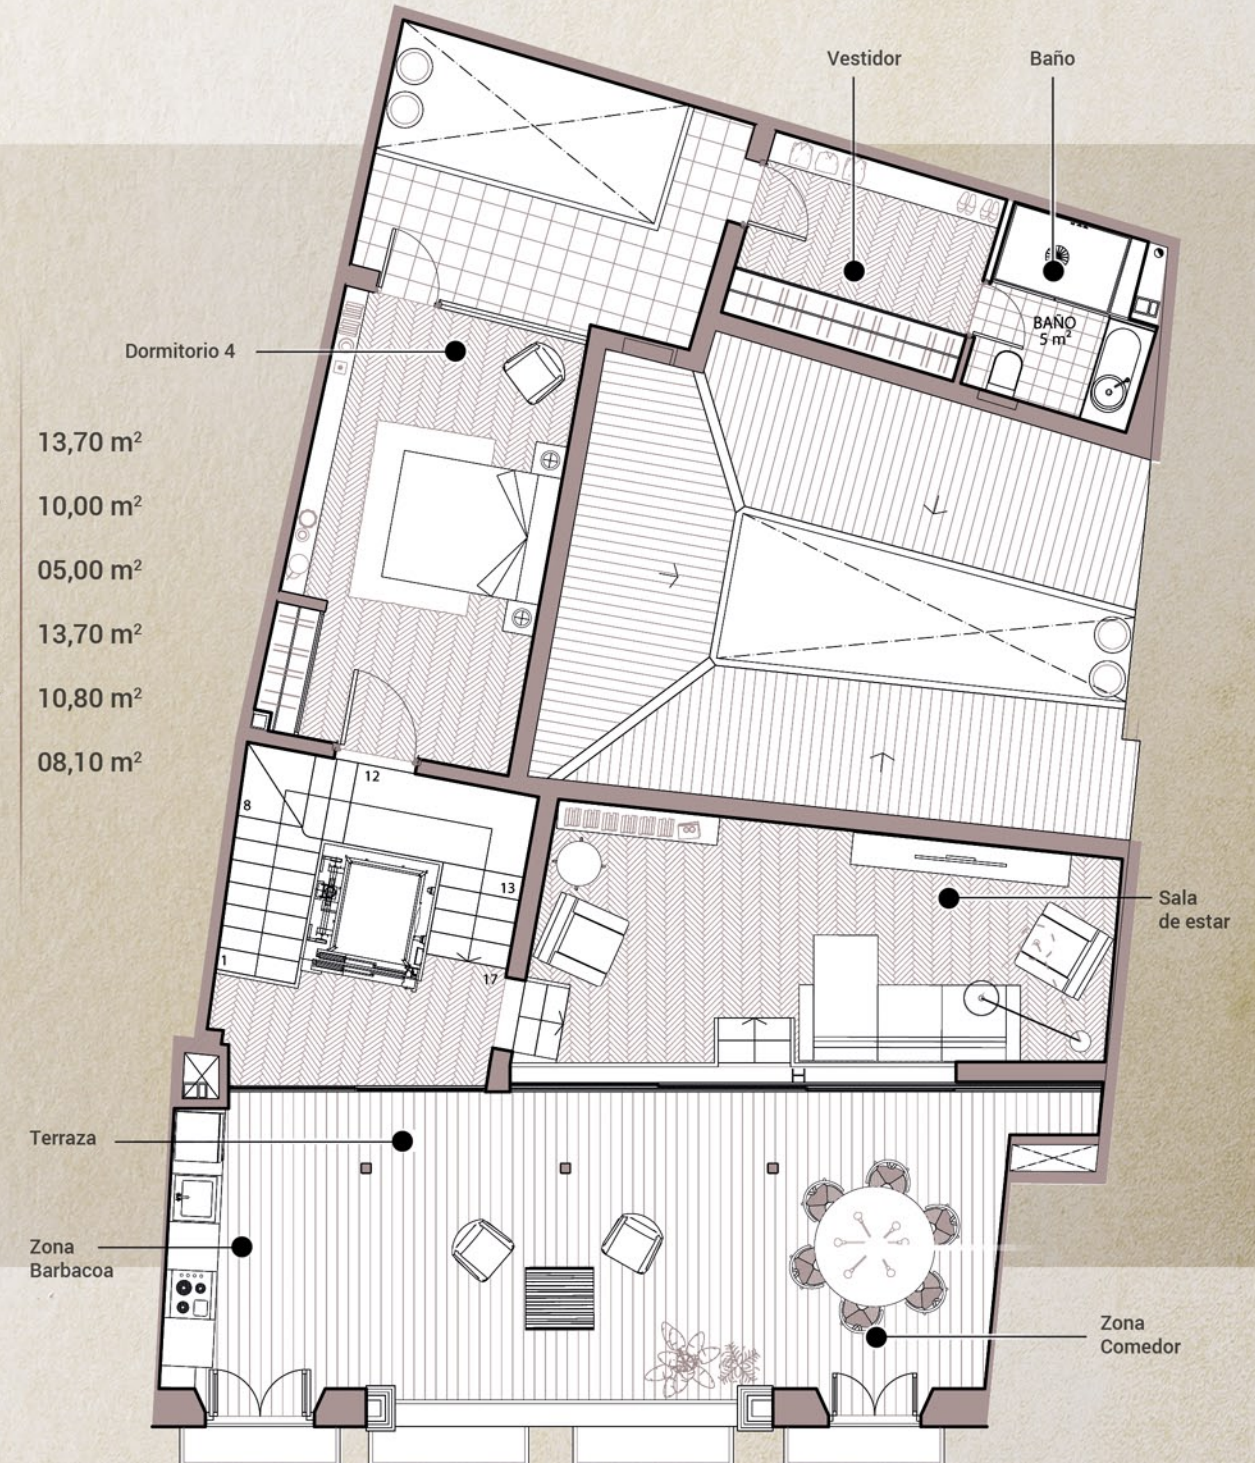 Vestidor
Baño
BAÑO
5 m²
Dormitorio 4
13,70 m²
10,00 m²
05,00 m²
13,70 m²
10,80 m²
08,10 m²
12
8
13
1
17
Sala
de estar
Terraza
Zona
Barbacoa
Zona
Comedor